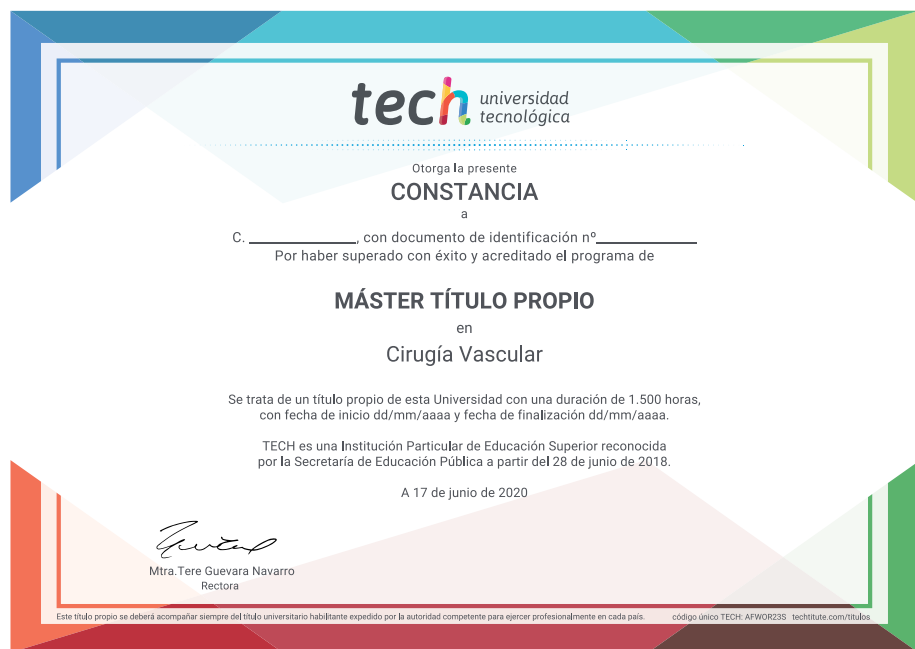 tech universidad
tecnológica
Otorga la presente
CONSTANCIA
a
C. ____________, con documento de identificación nº____________
Por haber superado con éxito y acreditado el programa de
MÁSTER TÍTULO PROPIO
en
Cirugía Vascular
Se trata de un título propio de esta Universidad con una duración de 1.500 horas,
con fecha de inicio dd/mm/aaaa y fecha de finalización dd/mm/aaaa.
TECH es una Institución Particular de Educación Superior reconocida
por la Secretaría de Educación Pública a partir del 28 de junio de 2018.
A 17 de junio de 2020
Mtra.Tere Guevara Navarro
Rectora
Este título propio se deberá acompañar siempre del título universitario habilitante expedido por la autoridad competente para ejercer profesionalmente en cada país. código único TECH: AFWOR23S techtitute.com/titulos